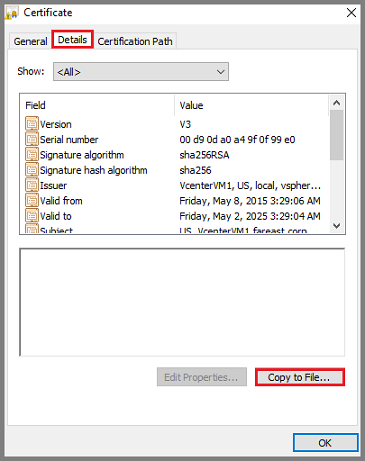 Certificate
General Details Certification Path
Show: <All>
Field Value
Version V3
Serial number 00 d9 0d a0 a4 9f 0f 99 e0
Signature algorithm sha256RSA
Signature hash algorithm sha256
Issuer VcenterVM1, US, local, vspher...
Valid from Friday, May 8, 2015 3:29:06 AM
Valid to Friday, May 2, 2025 3:29:04 AM
Subject US, VcenterVM1.fareast.corp
Edit Properties...
Copy to File...
OK